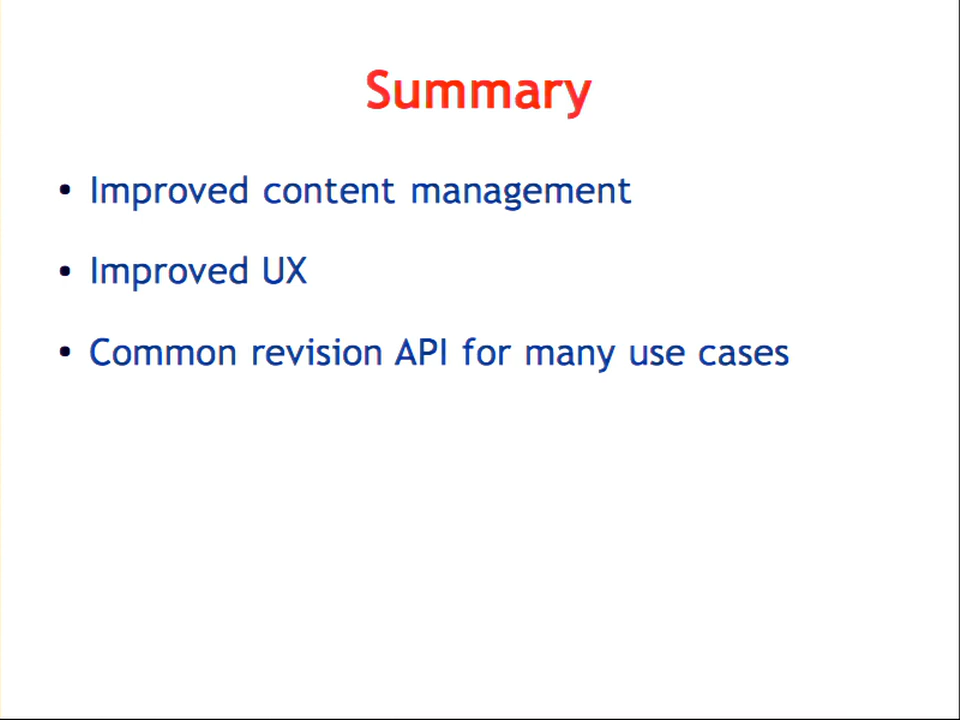 Summary
• Improved content management
• Improved UX
• Common revision API for many use cases